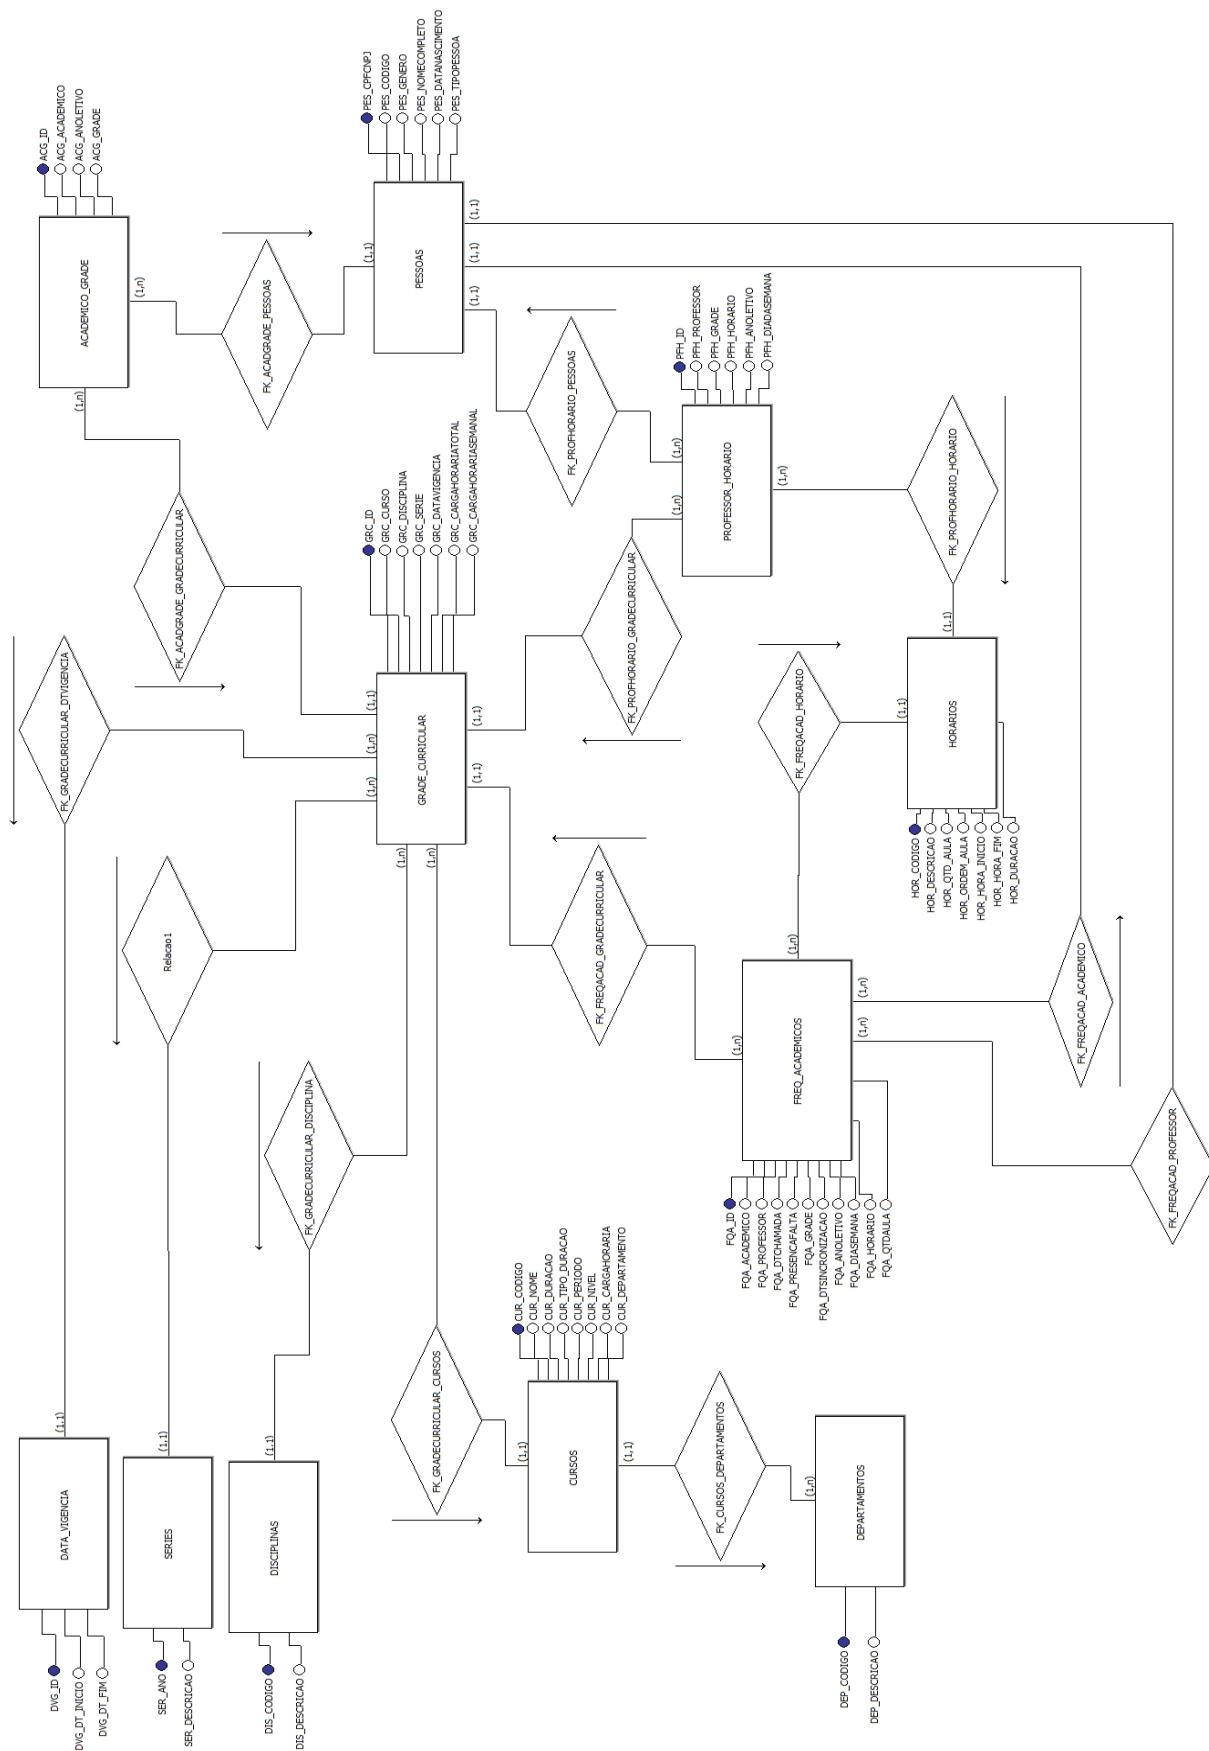 DVG_ID
DVG_DT_INICIO
DVG_DT_FIM
DATA_VIGENCIA
(1,1)
FK_GRADECURRICULAR_DTVIGENCIA
(1,n)
SER_ANO
SER_DESCRICAO
SERIES
(1,1)
Relacao1
(1,n)
DIS_CODIGO
DIS_DESCRICAO
DISCIPLINAS
(1,1)
FK_GRADECURRICULAR_DISCIPLINA
(1,n)
ACG_ID
ACG_ACADEMICO
ACG_ANOLETIVO
ACG_GRADE
ACADEMICO_GRADE
(1,n)
(1,n)
FK_ACADGRADE_GRADECURRICULAR
(1,1)
FK_ACADGRADE_PESSOAS
(1,1)
PES_CPFCNPJ
PES_CODIGO
PES_GENERO
PES_NOMECOMPLETO
PES_DATANASCIMENTO
PES_TIPOPESSOA
PESSOAS
(1,1)
(1,1)
(1,1)
GRC_ID
GRC_CURSO
GRC_DISCIPLINA
GRC_SERIE
GRC_DATAVIGENCIA
GRC_CARGAHORARIATOTAL
GRC_CARGAHORARIASEMANAL
GRADE_CURRICULAR
(1,n)
(1,1)
(1,1)
FK_GRADECURRICULAR_CURSOS
(1,1)
CUR_CODIGO
CUR_NOME
CUR_DURACAO
CUR_TIPO_DURACAO
CUR_PERIODO
CUR_NIVEL
CUR_CARGAHORARIA
CUR_DEPARTAMENTO
CURSOS
(1,1)
FK_CURSOS_DEPARTAMENTOS
(1,n)
DEP_CODIGO
DEP_DESCRICAO
DEPARTAMENTOS
FK_FREQACAD_GRADECURRICULAR
(1,n)
FK_PROFHORARIO_GRADECURRICULAR
(1,n)
FK_PROFHORARIO_PESSOAS
(1,n)
PFH_ID
PFH_PROFESSOR
PFH_GRADE
PFH_HORARIO
PFH_ANOLETIVO
PFH_DIADASEMANA
PROFESSOR_HORARIO
(1,n)
FK_PROFHORARIO_HORARIO
(1,1)
FQA_ID
FQA_ACADEMICO
FQA_PROFESSOR
FQA_DTCHAMADA
FQA_PRESENCAFALTA
FQA_GRADE
FQA_DTSINCRONIZACAO
FQA_ANOLETIVO
FQA_DIASEMANA
FQA_HORARIO
FQA_QTDAULA
FREQ_ACADEMICOS
(1,n)
(1,n)
(1,n)
FK_FREQACAD_HORARIO
(1,1)
HOR_CODIGO
HOR_DESCRICAO
HOR_QTD_AULA
HOR_ORDEM_AULA
HOR_HORA_INICIO
HOR_HORA_FIM
HOR_DURACAO
HORARIOS
FK_FREQACAD_ACADEMICO
FK_FREQACAD_PROFESSOR